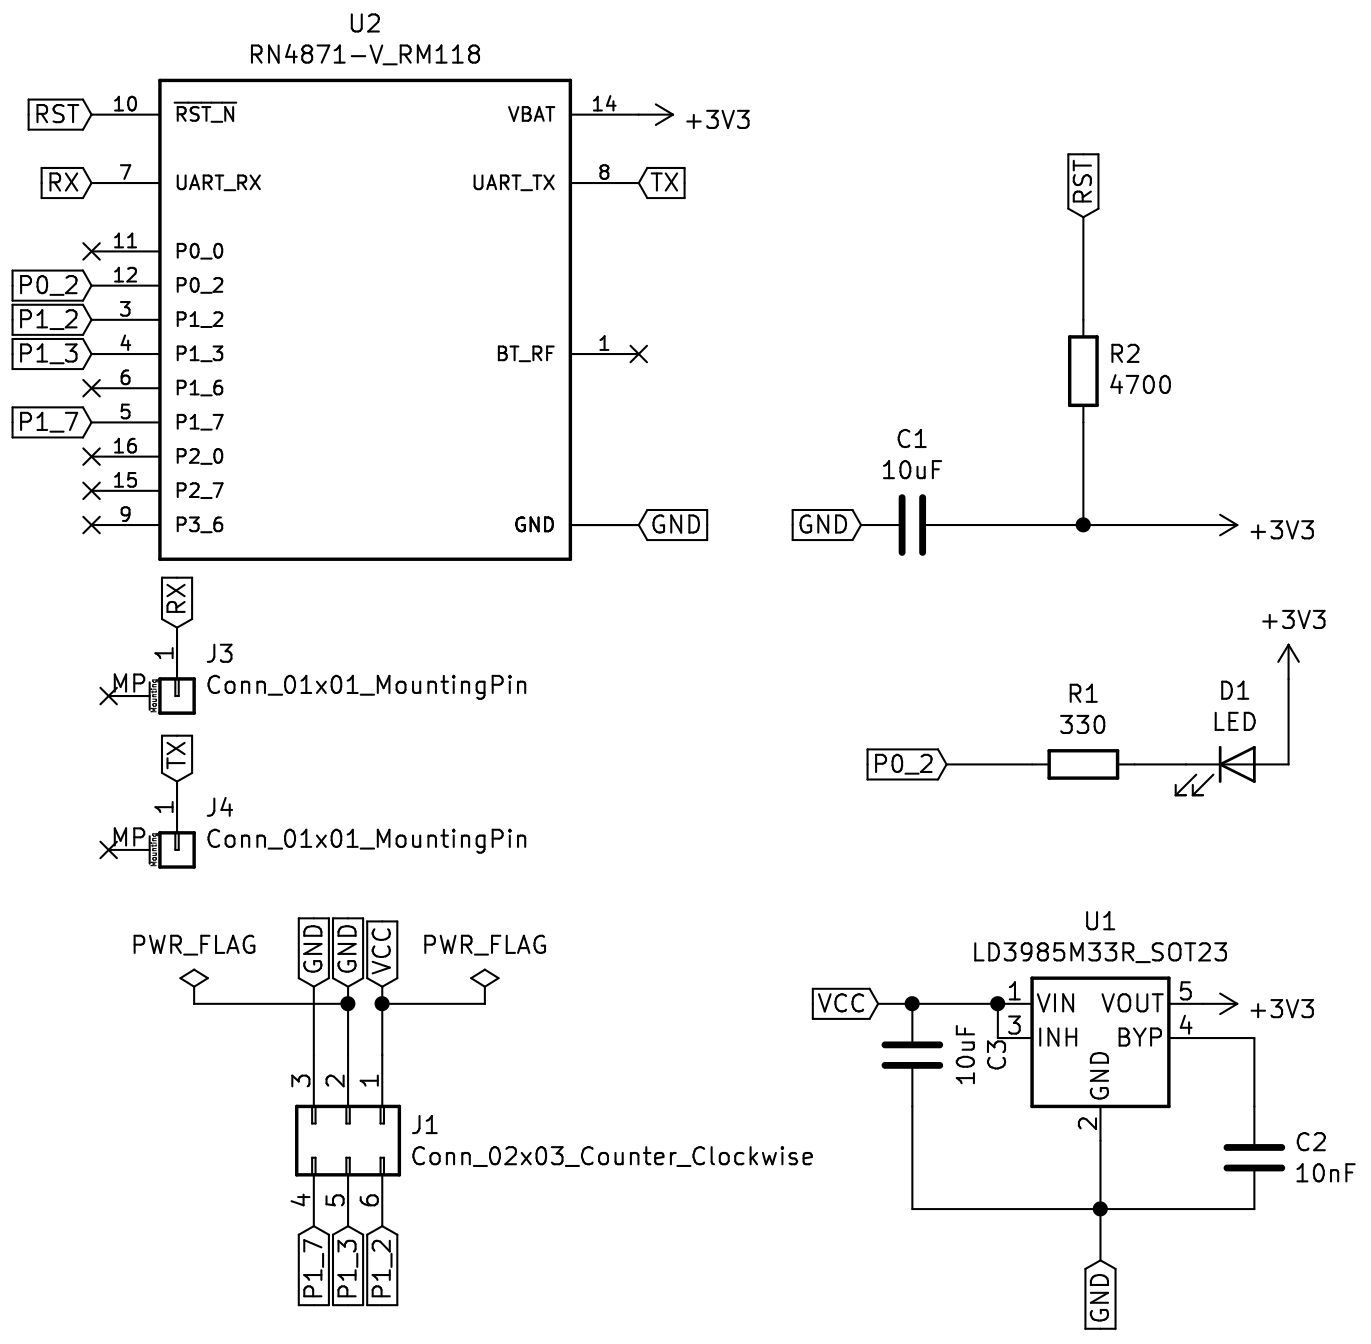 U2
RN4871-V_RM118
RST 10 RST_N VBAT 14 +3V3
RX 7 UART_RX UART_TX 8 TX
11 P0_0
P0_2 12 P0_2
P1_2 3 P1_2
P1_3 4 P1_3 BT_RF 1
6 P1_6
P1_7 5 P1_7
16 P2_0
15 P2_7
9 P3_6 GND GND
RST
R2
4700
C1
10uF
GND +3V3
RX
1
J3
MP Conn_01x01_MountingPin
Mounting
TX
1
J4
MP Conn_01x01_MountingPin
Mounting
+3V3
R1
330
D1
LED
P0_2
PWR_FLAG GND GND VCC PWR_FLAG
3 2 1
J1
Conn_02x03_Counter_Clockwise
4 5 6
P1_7 P1_3 P1_2
U1
LD3985M33R_SOT23
VCC 1 VIN VOUT 5 +3V3
3 INH BYP 4
10uF
C3
GND
2
C2
10nF
GND